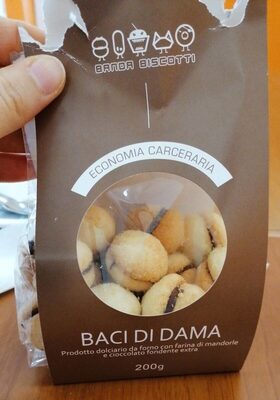 BANDA BISCOTTI
ECONOMIA CARCERARIA
BACI DI DAMA
Prodotto dolciario da forno con farina di mandorle
e cioccolato fondente extra
200g